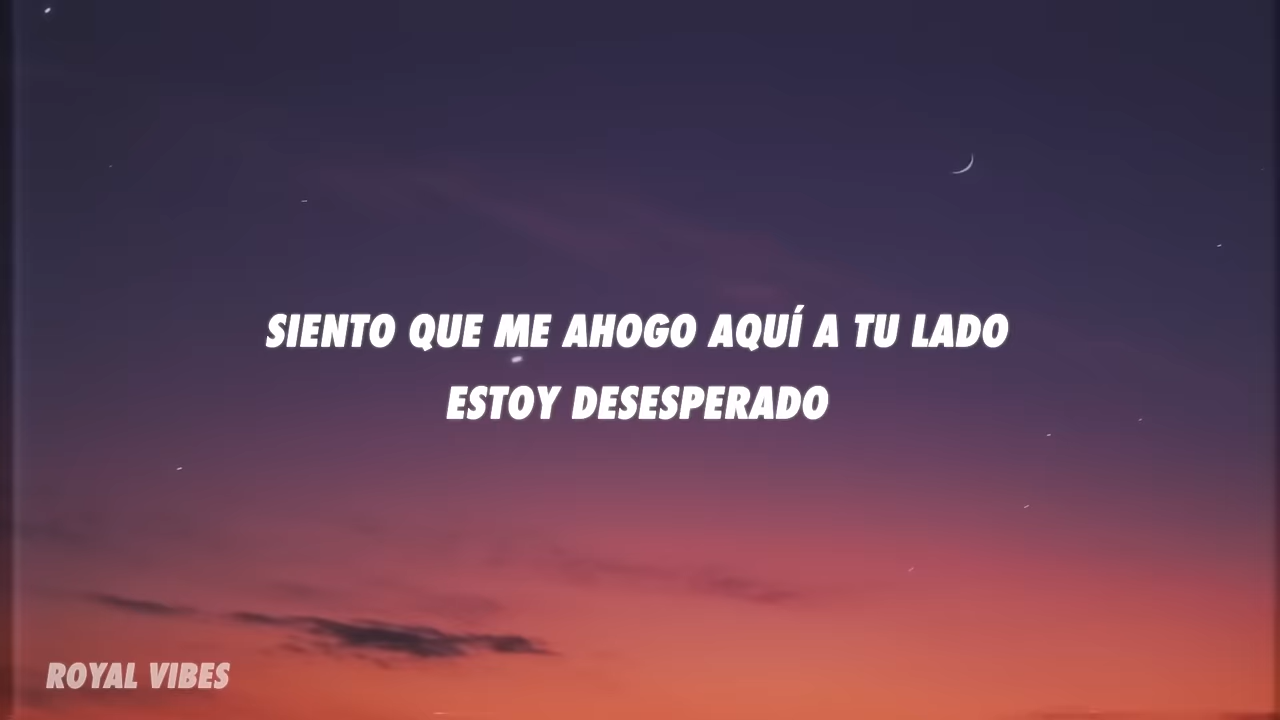 SIENTO QUE ME AHOGO AQUÍ A TU LADO
ESTOY DESESPERADO
ROYAL VIBES